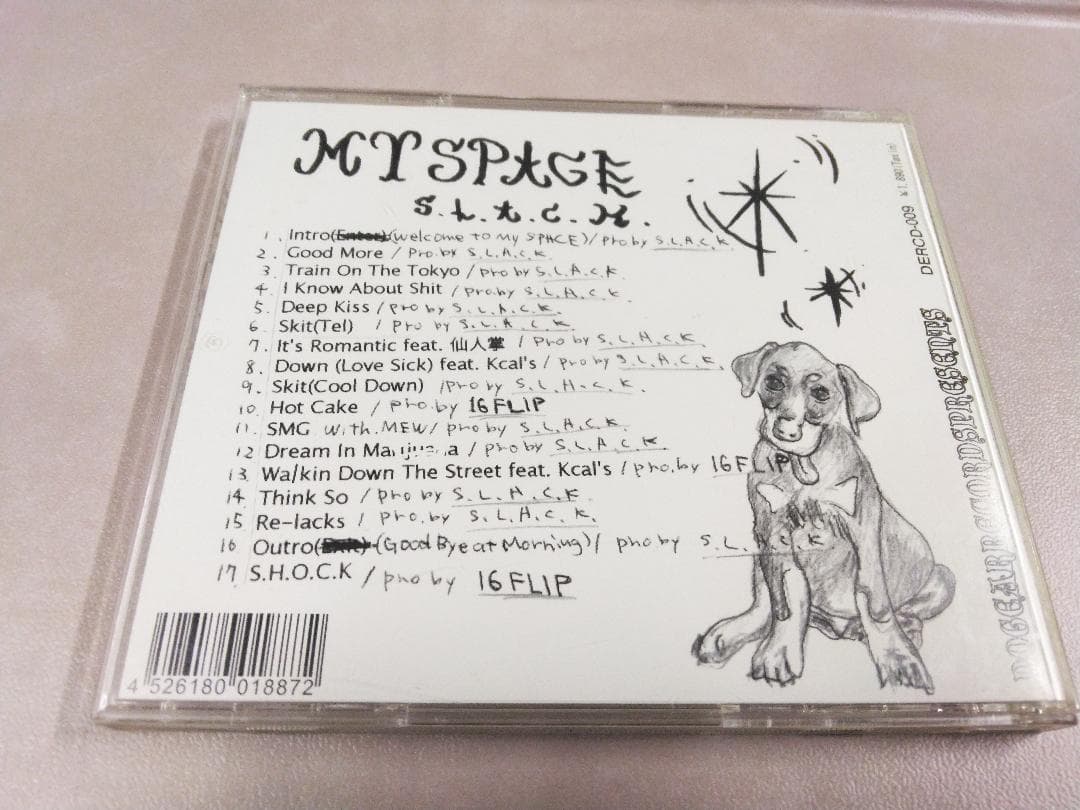 MY SPACE
S.L.A.C.K.
1. Intro(Enter)(Welcome To My SPACE)/pro by S.L.A.C.K
2. Good More / pro.by S.L.A.C.K
3. Train On The Tokyo / pro by S.L.A.C.K
4. I Know About Shit / pro.by S.L.A.C.K
5. Deep Kiss / pro by S.L.A.C.K.
6. Skit(Tel) / pro by S.L.A.C.K.
7. It's Romantic feat. 仙人掌 / pro by S.L.A.C.K.
8. Down (Love Sick) feat. Kcal's / pro by S.L.A.C.K.
9. Skit(Cool Down) / pro by S.L.A.C.K.
10. Hot Cake / pro.by 16FLIP
11. SMG with.MEW/ pro by S.L.A.C.K.
12 Dream In Marijuana / pro by S.L.A.C.K.
13. Walkin Down The Street feat. Kcal's / pro.by 16FLIP
14 Think So / pro by S.L.A.C.K.
15 Re-lacks / pro.by S.L.A.C.K.
16 Outro(Exit)-(Good Bye at Morning)/ pro by S.L.A.C.K
17 S.H.O.C.K / pro by 16FLIP
4 526180 018872
DOGEARRECORDSPRESENTS
DERCD-009
¥1,890(Tax in)